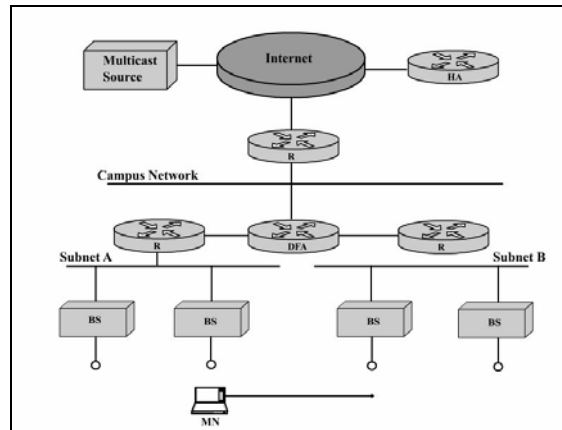 Multicast
Source
Internet
HA
R
Campus Network
R
DFA
R
Subnet A
Subnet B
BS
BS
BS
BS
MN